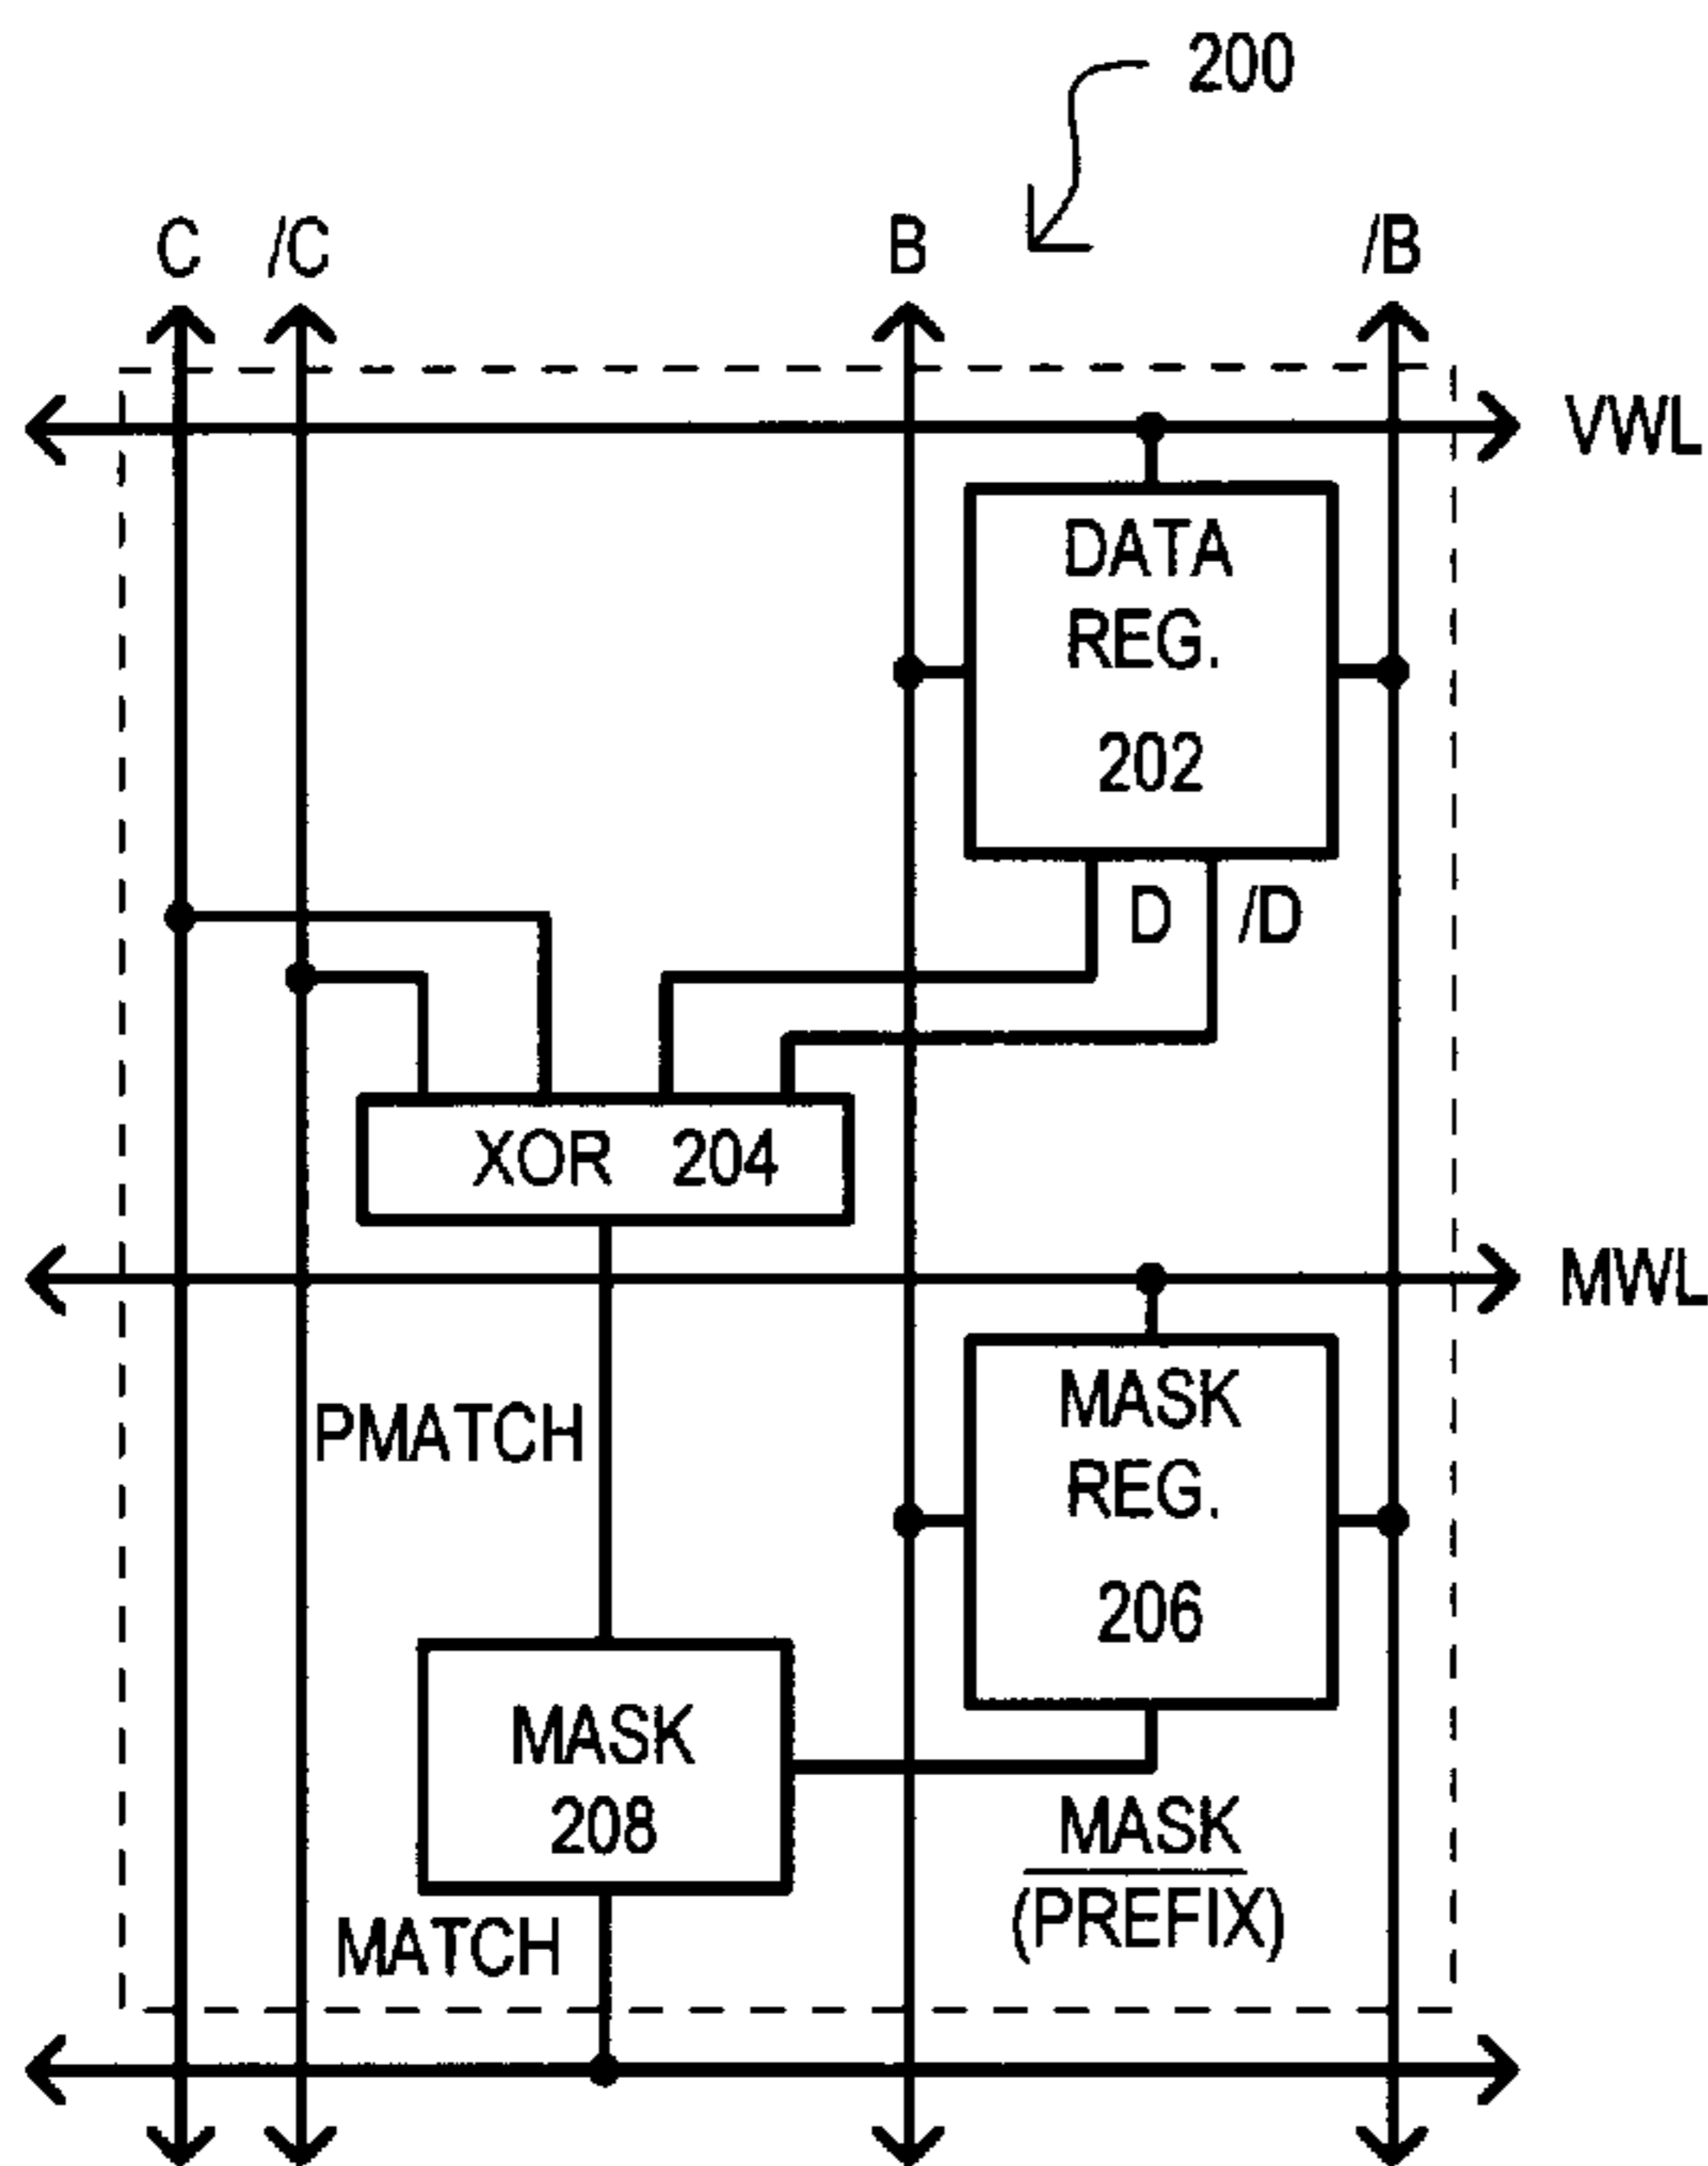 200
C /C B /B
VWL
DATA
REG.
202
D /D
XOR 204
MWL
MASK
REG.
206
PMATCH
MASK
208
MASK
(PREFIX)
MATCH